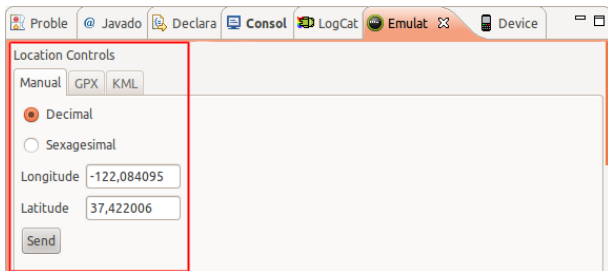 Proble @ Javado Declara Consol LogCat Emulat Device
Location Controls
Manual GPX KML
Decimal
Sexagesimal
Longitude -122,084095
Latitude 37,422006
Send